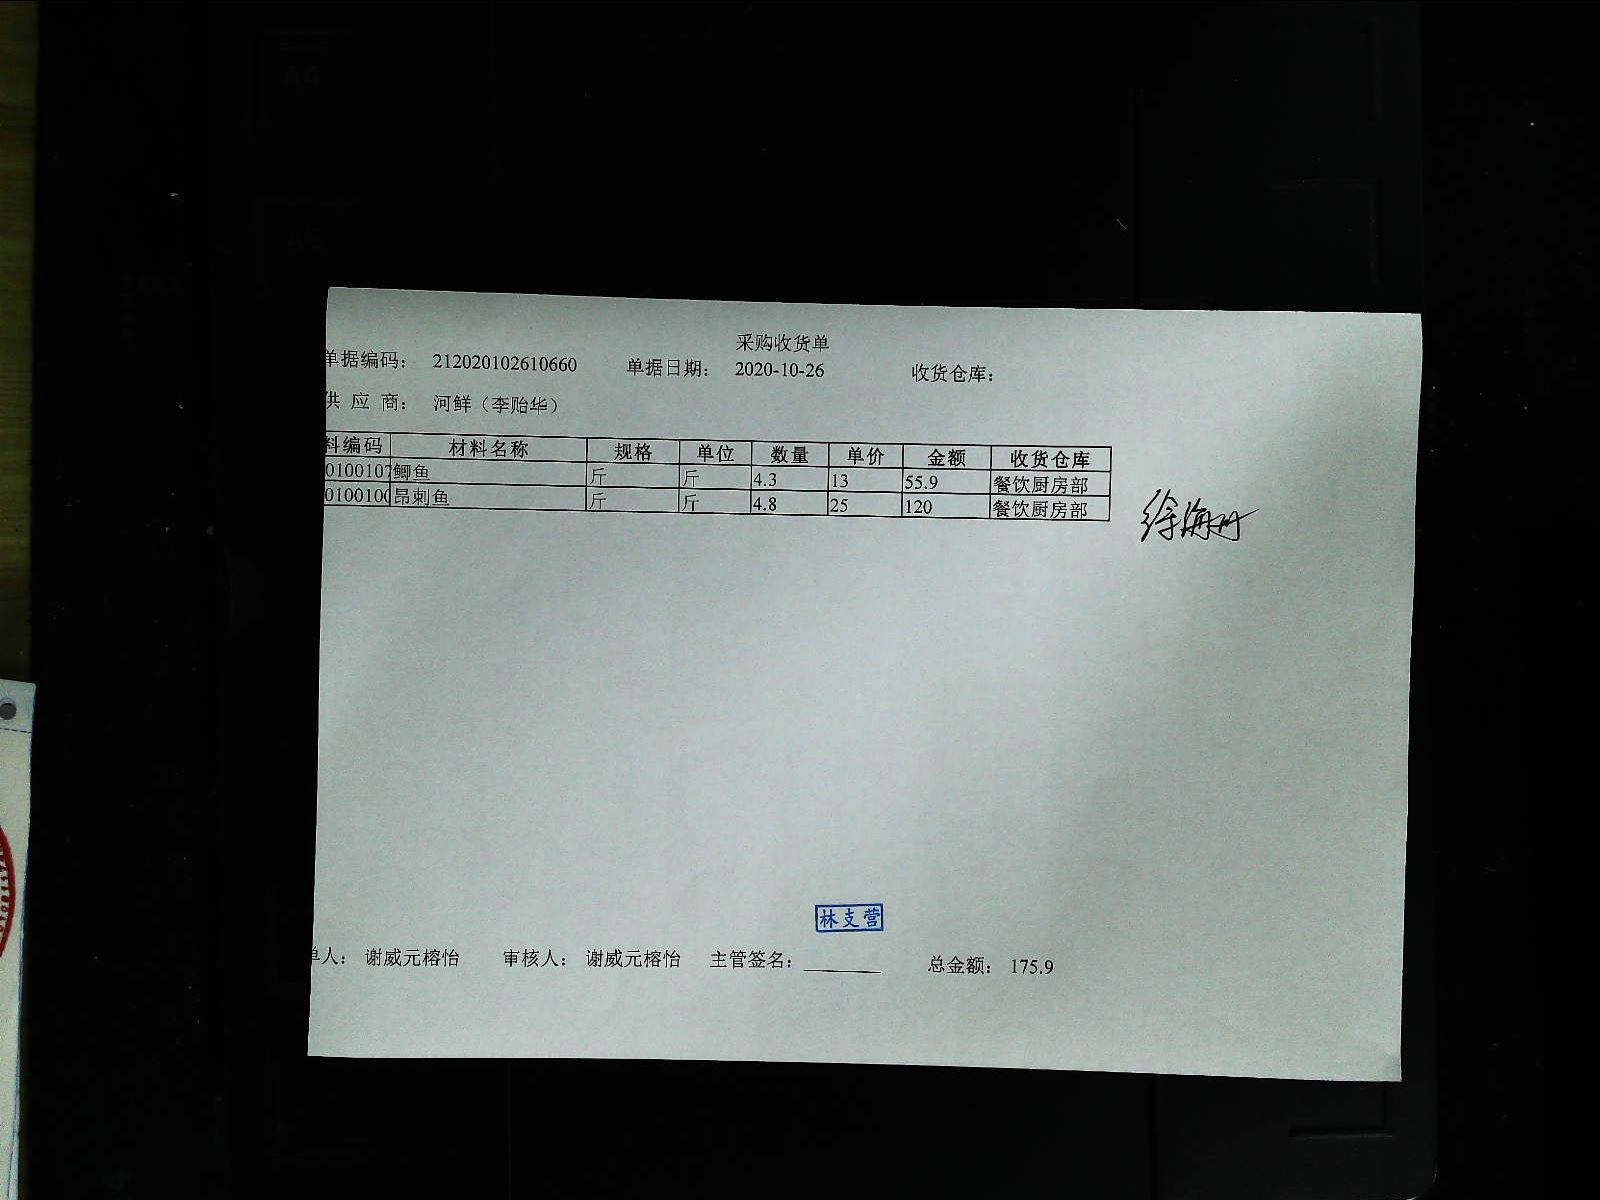 采购收货单
单据编码： 212020102610660 单据日期： 2020-10-26 收货仓库：
供 应 商： 河鲜（李贻华）
料编码 材料名称 规格 单位 数量 单价 金额 收货仓库
0100107 鲫鱼 斤 斤 4.3 13 55.9 餐饮厨房部
010010 昂刺鱼 斤 斤 4.8 25 120 餐饮厨房部
林支营
单人： 谢威元榕怡 审核人： 谢威元榕怡 主管签名： 总金额： 175.9